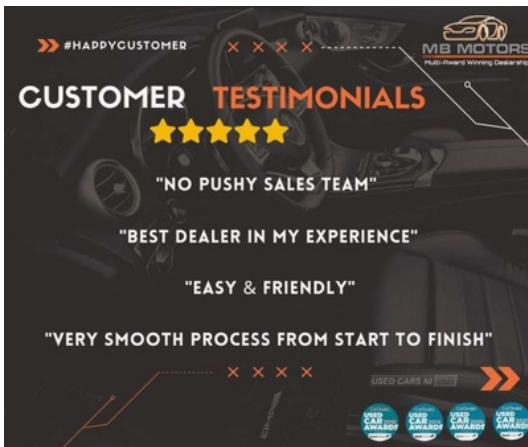 #HAPPYCUSTOMER
MB MOTORS
Multi-Award Winning Dealership
CUSTOMER TESTIMONIALS
"NO PUSHY SALES TEAM"
"BEST DEALER IN MY EXPERIENCE"
"EASY & FRIENDLY"
"VERY SMOOTH PROCESS FROM START TO FINISH"
USED CARS NI
USED CAR AWARDS
USED CAR AWARDS
USED CAR AWARDS
USED CAR AWARDS